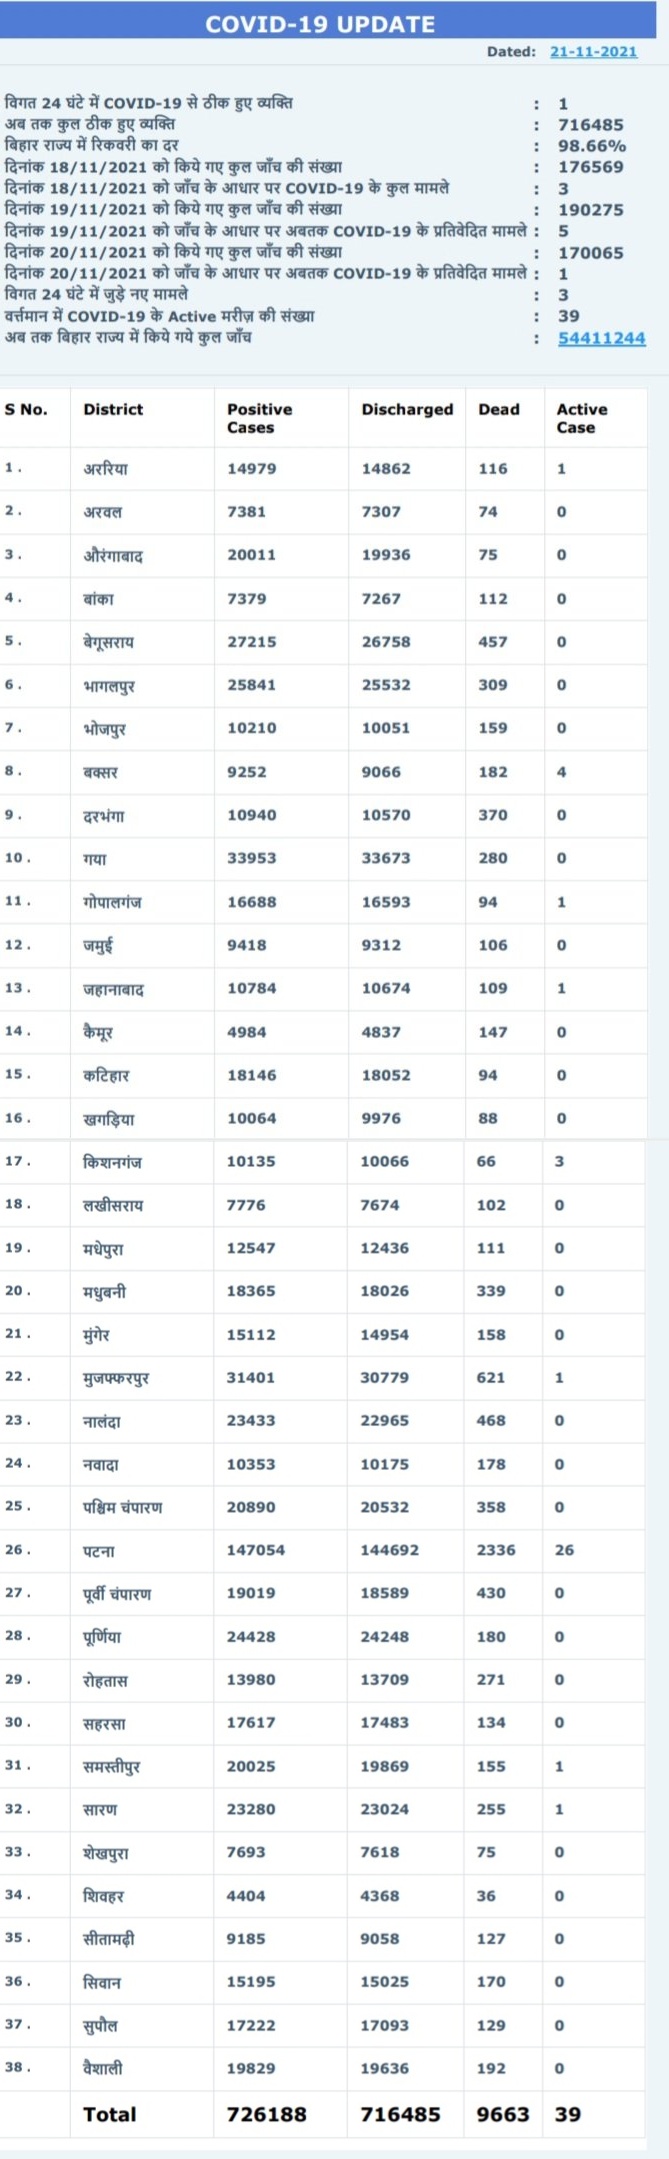 COVID-19 UPDATE
Dated: 21-11-2021
विगत 24 घंटे में COVID-19 से ठीक हुए व्यक्ति : 1
अब तक कुल ठीक हुए व्यक्ति : 716485
बिहार राज्य में रिकवरी का दर : 98.66%
दिनांक 18/11/2021 को किये गए कुल जाँच की संख्या : 176569
दिनांक 18/11/2021 को जाँच के आधार पर COVID-19 के कुल मामले : 3
दिनांक 19/11/2021 को किये गए कुल जाँच की संख्या : 190275
दिनांक 19/11/2021 को जाँच के आधार पर अबतक COVID-19 के प्रतिवेदित मामले : 5
दिनांक 20/11/2021 को किये गए कुल जाँच की संख्या : 170065
दिनांक 20/11/2021 को जाँच के आधार पर अबतक COVID-19 के प्रतिवेदित मामले : 1
विगत 24 घंटे में जुड़े नए मामले : 3
वर्त्तमान में COVID-19 के Active मरीज़ की संख्या : 39
अब तक बिहार राज्य में किये गये कुल जाँच : 54411244
S No. District Positive Cases Discharged Dead Active Case
1 . अररिया 14979 14862 116 1
2 . अरवल 7381 7307 74 0
3 . औरंगाबाद 20011 19936 75 0
4 . बांका 7379 7267 112 0
5 . बेगूसराय 27215 26758 457 0
6 . भागलपुर 25841 25532 309 0
7 . भोजपुर 10210 10051 159 0
8 . बक्सर 9252 9066 182 4
9 . दरभंगा 10940 10570 370 0
10 . गया 33953 33673 280 0
11 . गोपालगंज 16688 16593 94 1
12 . जमुई 9418 9312 106 0
13 . जहानाबाद 10784 10674 109 1
14 . कैमूर 4984 4837 147 0
15 . कटिहार 18146 18052 94 0
16 . खगड़िया 10064 9976 88 0
17 . किशनगंज 10135 10066 66 3
18 . लखीसराय 7776 7674 102 0
19 . मधेपुरा 12547 12436 111 0
20 . मधुबनी 18365 18026 339 0
21 . मुंगेर 15112 14954 158 0
22 . मुजफ्फरपुर 31401 30779 621 1
23 . नालंदा 23433 22965 468 0
24 . नवादा 10353 10175 178 0
25 . पश्चिम चंपारण 20890 20532 358 0
26 . पटना 147054 144692 2336 26
27 . पूर्वी चंपारण 19019 18589 430 0
28 . पूर्णिया 24428 24248 180 0
29 . रोहतास 13980 13709 271 0
30 . सहरसा 17617 17483 134 0
31 . समस्तीपुर 20025 19869 155 1
32 . सारण 23280 23024 255 1
33 . शेखपुरा 7693 7618 75 0
34 . शिवहर 4404 4368 36 0
35 . सीतामढ़ी 9185 9058 127 0
36 . सिवान 15195 15025 170 0
37 . सुपौल 17222 17093 129 0
38 . वैशाली 19829 19636 192 0
Total 726188 716485 9663 39